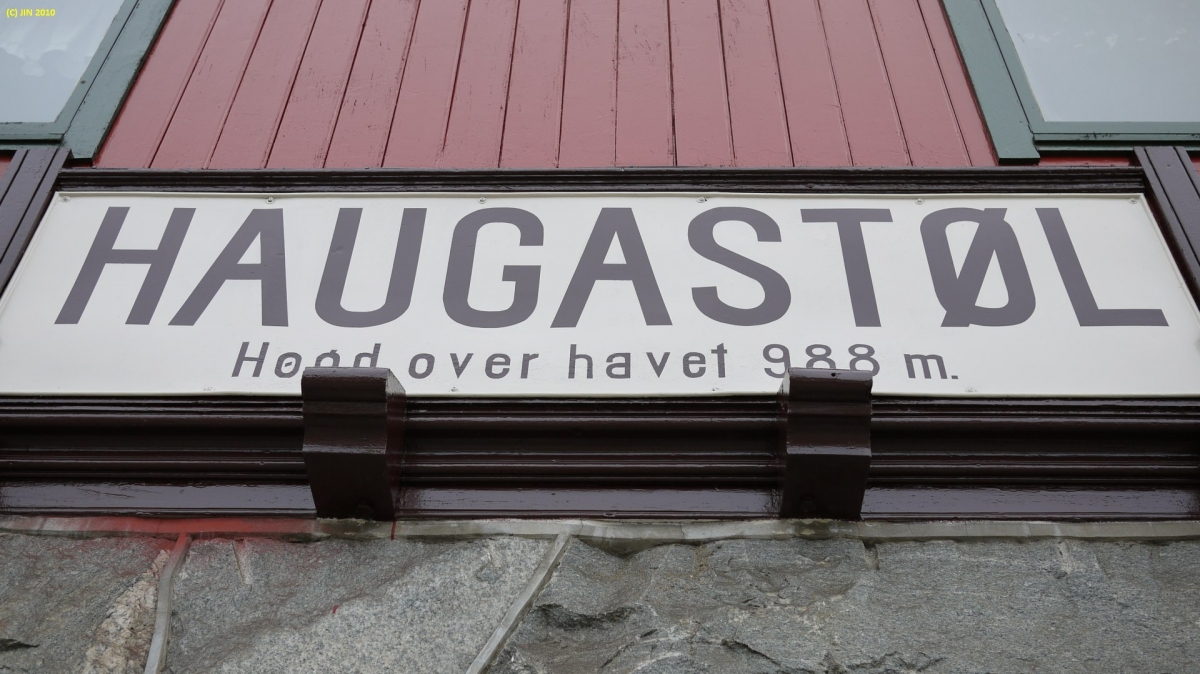 (C) JIN 2010
HAUGASTØL
Høgd over havet 988 m.